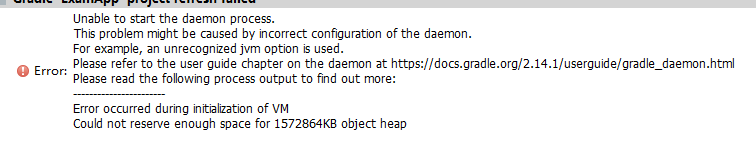 Gradle 'ExamApp' project refresh failed
Unable to start the daemon process.
This problem might be caused by incorrect configuration of the daemon.
For example, an unrecognized jvm option is used.
Please refer to the user guide chapter on the daemon at https://docs.gradle.org/2.14.1/userguide/gradle_daemon.html
Error: Please read the following process output to find out more:
-----------------------
Error occurred during initialization of VM
Could not reserve enough space for 1572864KB object heap